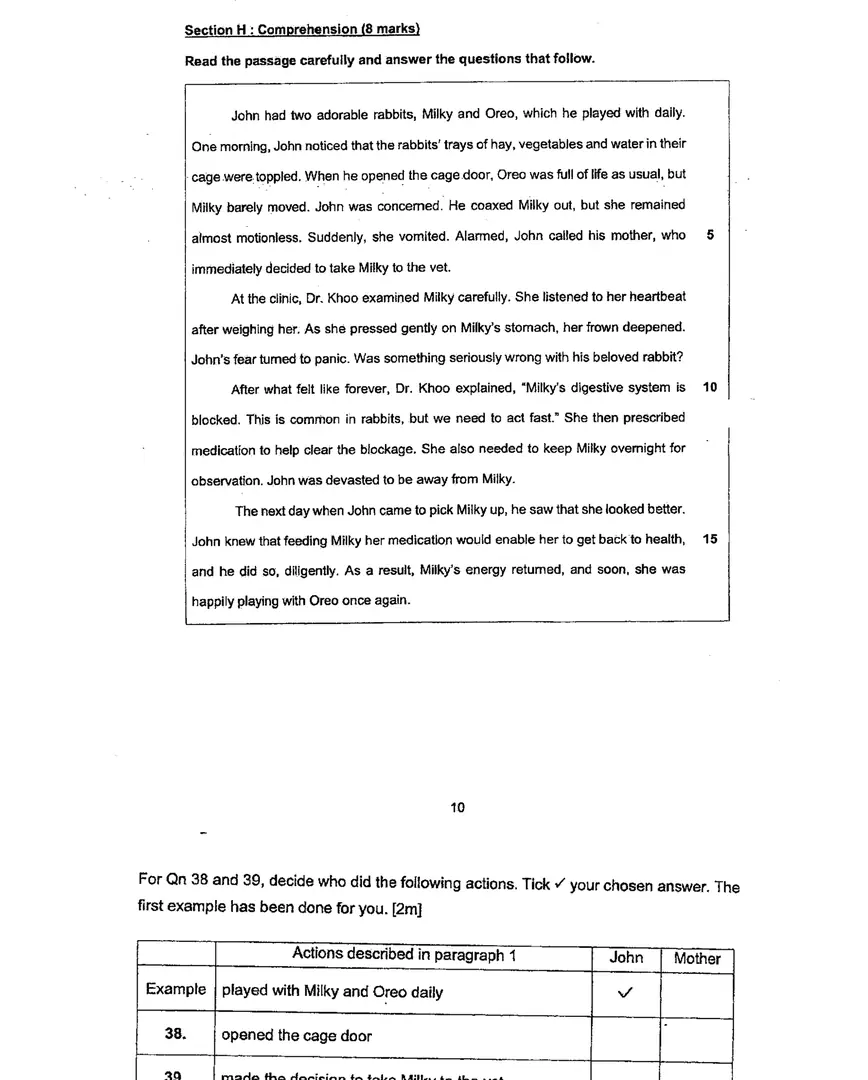 Section H : Comprehension (8 marks)
Read the passage carefully and answer the questions that follow.
John had two adorable rabbits, Milky and Oreo, which he played with daily.
One morning, John noticed that the rabbits' trays of hay, vegetables and water in their
cage were toppled. When he opened the cage door, Oreo was full of life as usual, but
Milky barely moved. John was concerned. He coaxed Milky out, but she remained
almost motionless. Suddenly, she vomited. Alarmed, John called his mother, who 5
immediately decided to take Milky to the vet.
At the clinic, Dr. Khoo examined Milky carefully. She listened to her heartbeat
after weighing her. As she pressed gently on Milky's stomach, her frown deepened.
John's fear turned to panic. Was something seriously wrong with his beloved rabbit?
After what felt like forever, Dr. Khoo explained, "Milky's digestive system is 10
blocked. This is common in rabbits, but we need to act fast." She then prescribed
medication to help clear the blockage. She also needed to keep Milky overnight for
observation. John was devasted to be away from Milky.
The next day when John came to pick Milky up, he saw that she looked better.
John knew that feeding Milky her medication would enable her to get back to health, 15
and he did so, diligently. As a result, Milky's energy returned, and soon, she was
happily playing with Oreo once again.
10
For Qn 38 and 39, decide who did the following actions. Tick ✓ your chosen answer. The
first example has been done for you. [2m]
Actions described in paragraph 1 John Mother
Example played with Milky and Oreo daily ✓
38. opened the cage door
39 made the decision to take Milky to the vet